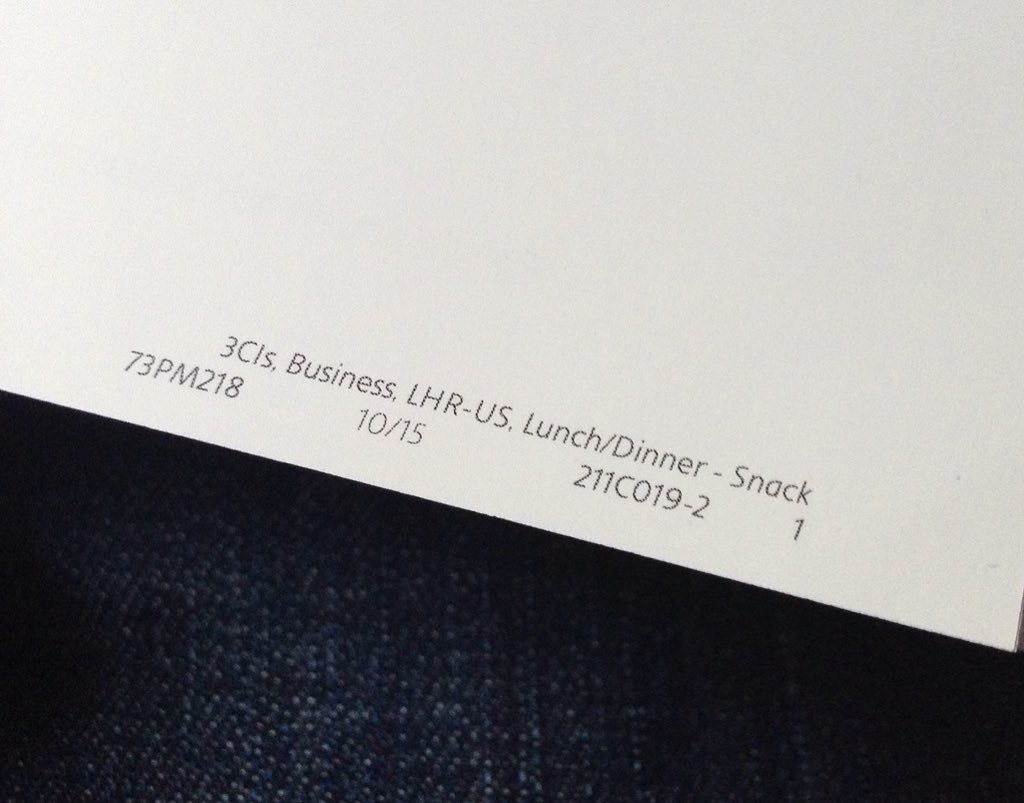 3Cls, Business, LHR-US, Lunch/Dinner - Snack
73PM218 10/15 211C019-2 1